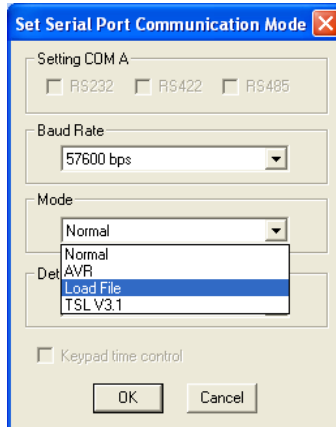 Set Serial Port Communication Mode
Setting COM A
RS232 RS422 RS485
Baud Rate
57600 bps
Mode
Normal
Normal
AVR
Load File
TSL V3.1
Keypad time control
OK Cancel